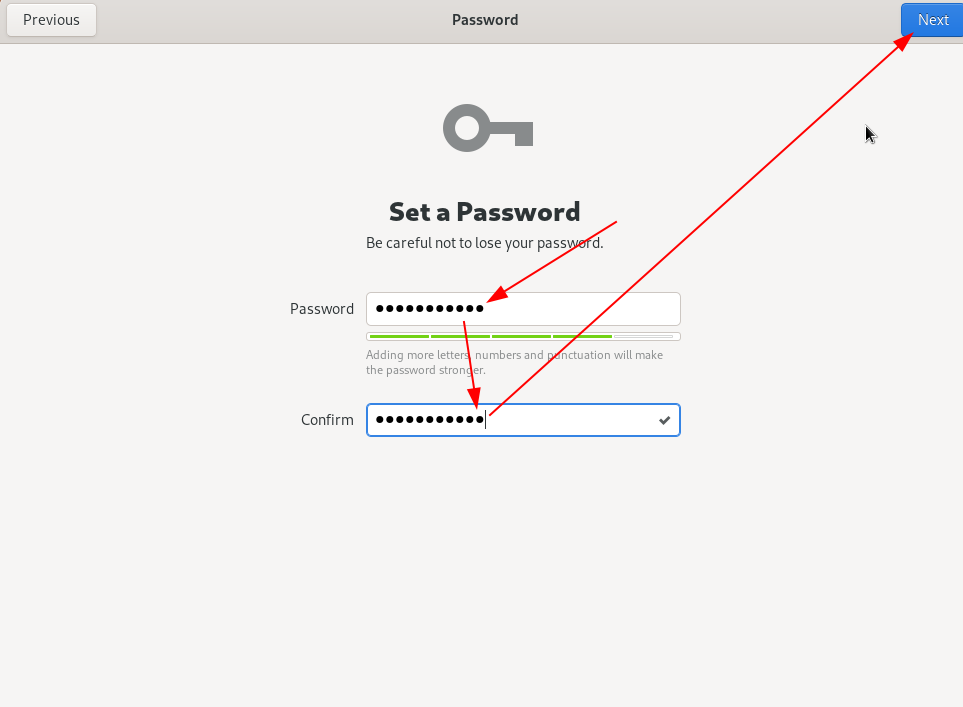 Previous
Password
Next
Set a Password
Be careful not to lose your password.
Password ●●●●●●●●●●●
Adding more letters, numbers and punctuation will make
the password stronger.
Confirm ●●●●●●●●●●●